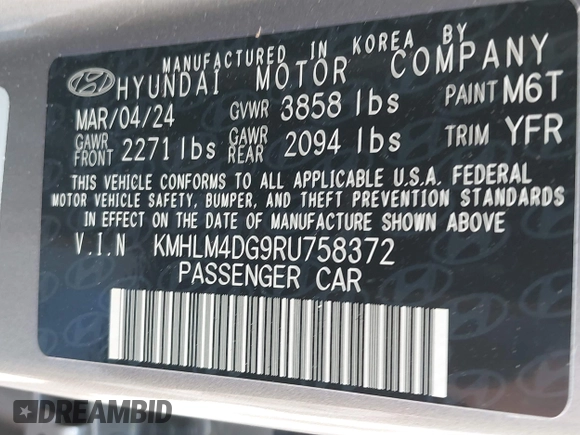 MANUFACTURED IN KOREA BY
HYUNDAI MOTOR COMPANY
MAR/04/24 GVWR 3858 lbs PAINT M6T
GAWR FRONT 2271 lbs GAWR REAR 2094 lbs TRIM YFR
THIS VEHICLE CONFORMS TO ALL APPLICABLE U.S.A. FEDERAL
MOTOR VEHICLE SAFETY, BUMPER, AND THEFT PREVENTION STANDARDS
IN EFFECT ON THE DATE OF MANUFACTURE SHOWN ABOVE
V.I.N KMHLM4DG9RU758372
PASSENGER CAR
DREAMBID